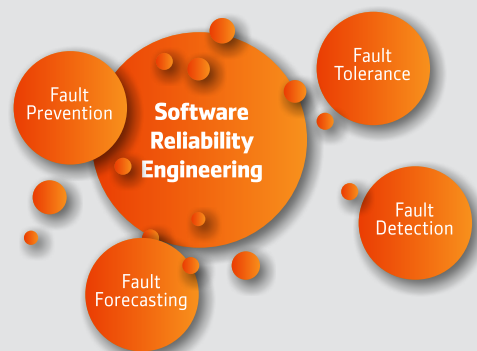 Fault
Prevention
Software
Reliability
Engineering
Fault
Tolerance
Fault
Detection
Fault
Forecasting